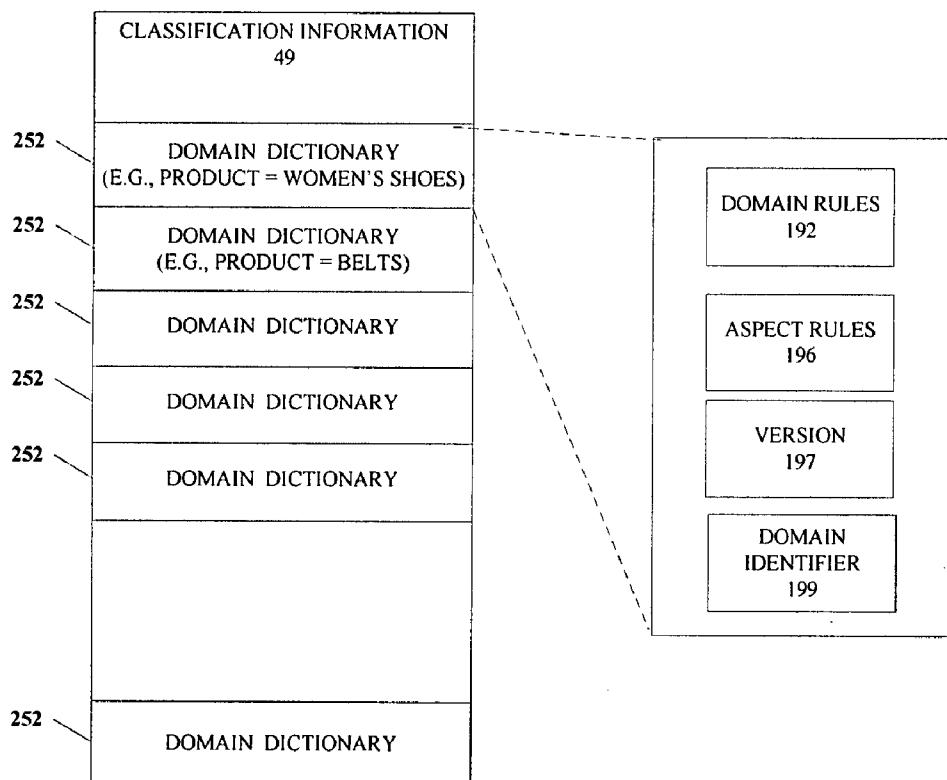 CLASSIFICATION INFORMATION
49
252
DOMAIN DICTIONARY
(E.G., PRODUCT = WOMEN'S SHOES)
252
DOMAIN DICTIONARY
(E.G., PRODUCT = BELTS)
252
DOMAIN DICTIONARY
252
DOMAIN DICTIONARY
252
DOMAIN DICTIONARY
252
DOMAIN DICTIONARY
DOMAIN RULES
192
ASPECT RULES
196
VERSION
197
DOMAIN
IDENTIFIER
199